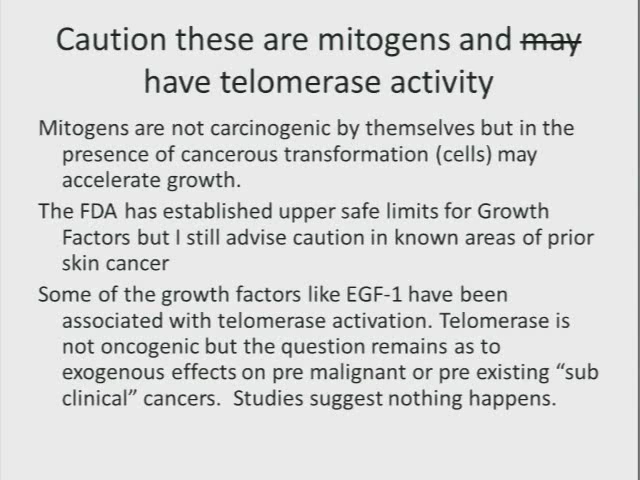 Caution these are mitogens and may
have telomerase activity
Mitogens are not carcinogenic by themselves but in the
presence of cancerous transformation (cells) may
accelerate growth.
The FDA has established upper safe limits for Growth
Factors but I still advise caution in known areas of prior
skin cancer
Some of the growth factors like EGF-1 have been
associated with telomerase activation. Telomerase is
not oncogenic but the question remains as to
exogenous effects on pre malignant or pre existing “sub
clinical” cancers. Studies suggest nothing happens.